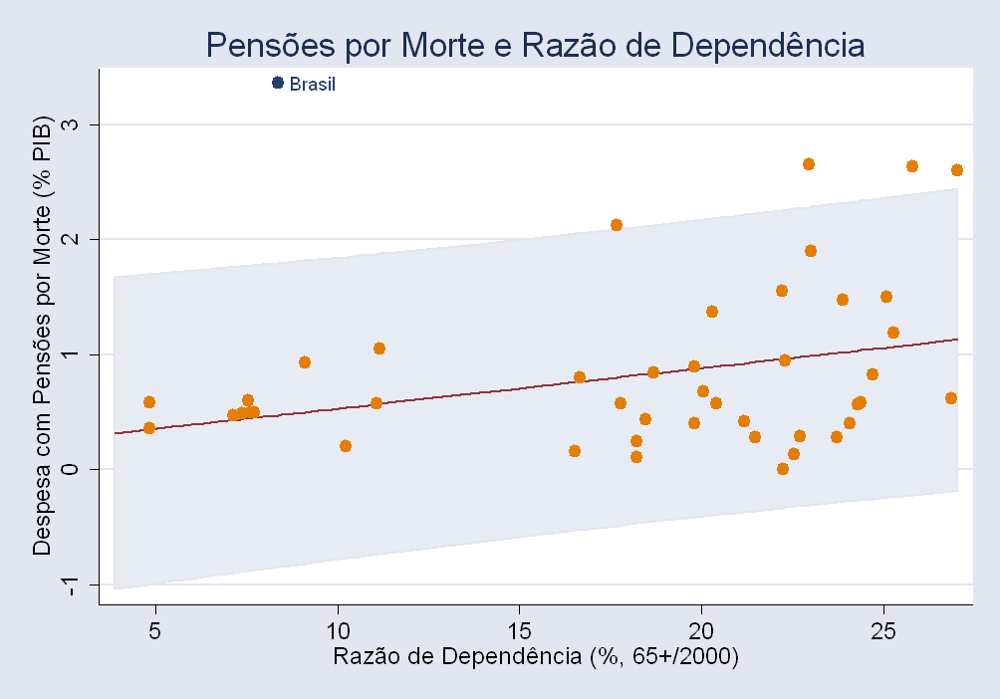 Pensões por Morte e Razão de Dependência
Brasil
Despesa com Pensões por Morte (% PIB)
3
2
1
0
-1
5 10 15 20 25
Razão de Dependência (%, 65+/2000)